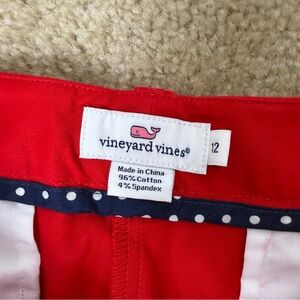 vineyard vines®
12
Made in China
96% Cotton
4% Spandex